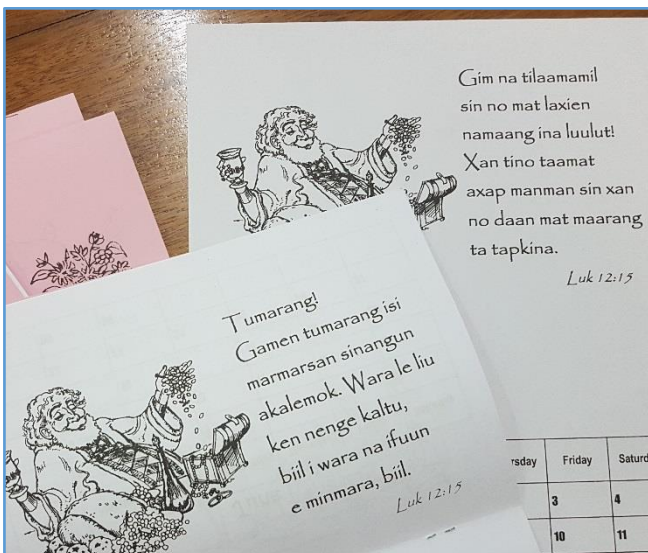 Gim na tilaamamil
sin no mat laxien
namaang ina luulut!
Xan tino taamat
axap manman sin xan
no daan mat maarang
ta tapkina.
Luk 12:15
Tumarang!
Gamen tumarang isi
marmarsan sinangun
akalemok. Wara le liu
ken nenge kaltu,
biil i wara na ifuun
e minmara, biil.
Luk 12:15
rsday Friday Saturd
3 4
10 11